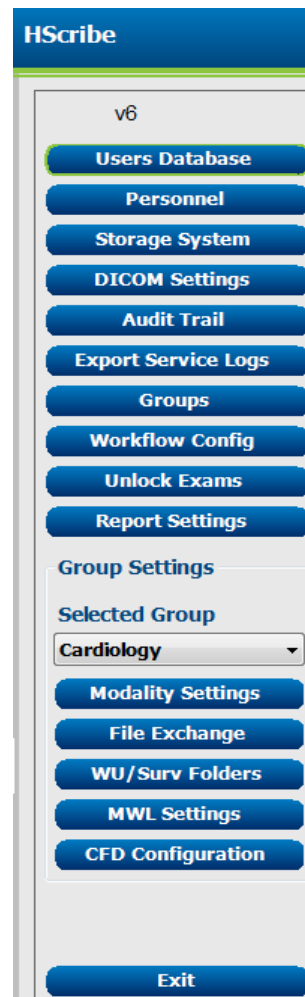 HScribe
v6
Users Database
Personnel
Storage System
DICOM Settings
Audit Trail
Export Service Logs
Groups
Workflow Config
Unlock Exams
Report Settings
Group Settings
Selected Group
Cardiology
Modality Settings
File Exchange
WU/Surv Folders
MWL Settings
CFD Configuration
Exit